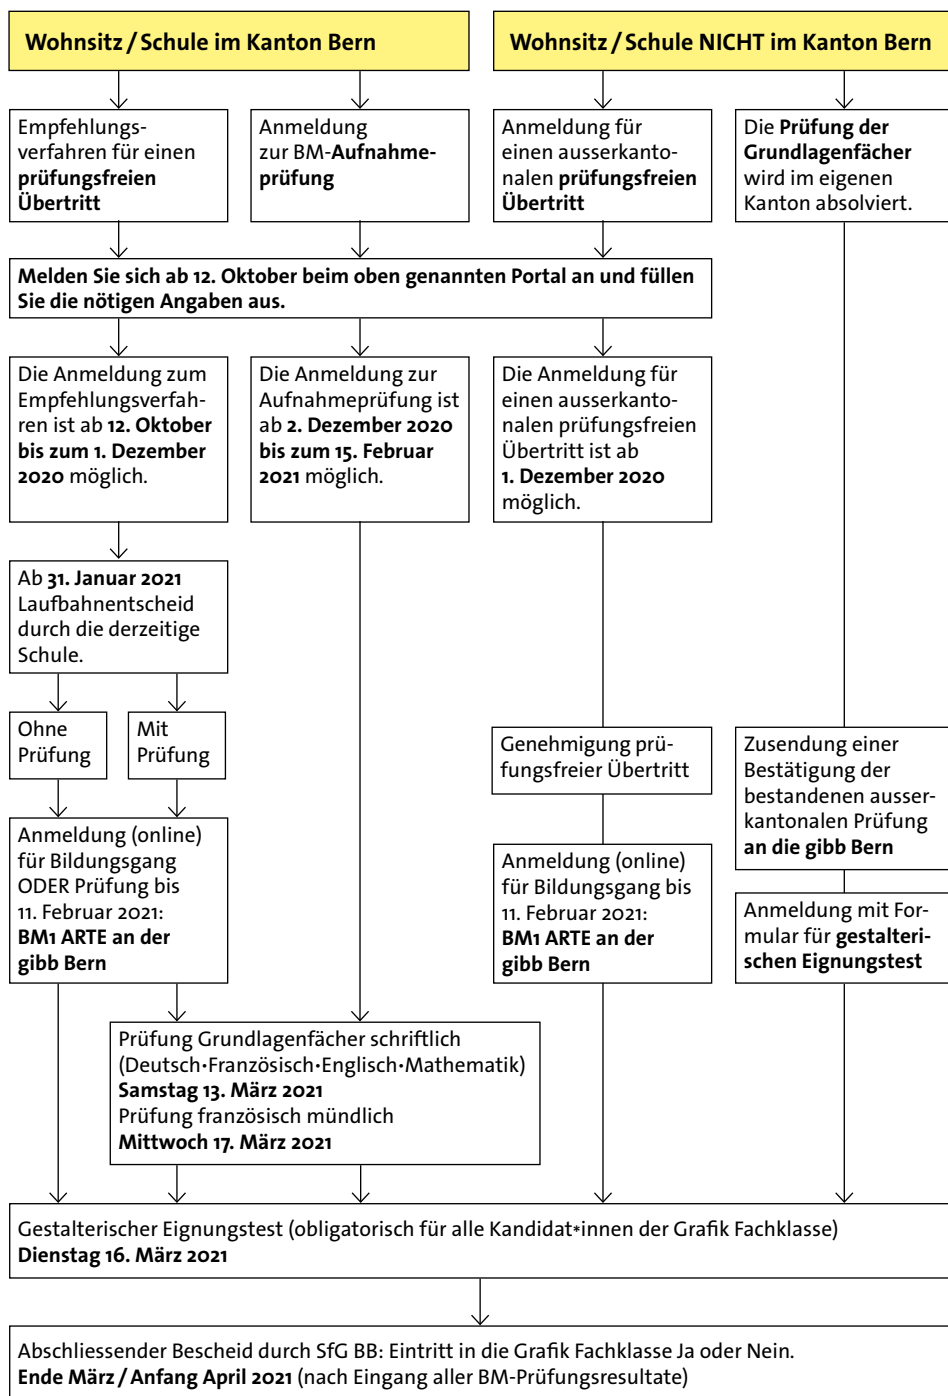 Wohnsitz / Schule im Kanton Bern
Wohnsitz / Schule NICHT im Kanton Bern
Empfehlungs-
verfahren für einen
prüfungsfreien
Übertritt
Anmeldung
zur BM-Aufnahme-
prüfung
Anmeldung für
einen ausserkanto-
nalen prüfungsfreien
Übertritt
Die Prüfung der
Grundlagenfächer
wird im eigenen
Kanton absolviert.
Melden Sie sich ab 12. Oktober beim oben genannten Portal an und füllen
Sie die nötigen Angaben aus.
Die Anmeldung zum
Empfehlungsverfah-
ren ist ab 12. Oktober
bis zum 1. Dezember
2020 möglich.
Die Anmeldung zur
Aufnahmeprüfung ist
ab 2. Dezember 2020
bis zum 15. Februar
2021 möglich.
Die Anmeldung für
einen ausserkanto-
nalen prüfungsfreien
Übertritt ist ab
1. Dezember 2020
möglich.
Ab 31. Januar 2021
Laufbahnentscheid
durch die derzeitige
Schule.
Ohne
Prüfung
Mit
Prüfung
Genehmigung prü-
fungsfreier Übertritt
Zusendung einer
Bestätigung der
bestandenen ausser-
kantonalen Prüfung
an die gibb Bern
Anmeldung (online)
für Bildungsgang
ODER Prüfung bis
11. Februar 2021:
BM1 ARTE an der
gibb Bern
Anmeldung (online)
für Bildungsgang bis
11. Februar 2021:
BM1 ARTE an der
gibb Bern
Anmeldung mit For-
mular für gestalteri-
schen Eignungstest
Prüfung Grundlagenfächer schriftlich
(Deutsch·Französisch·Englisch·Mathematik)
Samstag 13. März 2021
Prüfung französisch mündlich
Mittwoch 17. März 2021
Gestalterischer Eignungstest (obligatorisch für alle Kandidat*innen der Grafik Fachklasse)
Dienstag 16. März 2021
Abschliessender Bescheid durch SfG BB: Eintritt in die Grafik Fachklasse Ja oder Nein.
Ende März / Anfang April 2021 (nach Eingang aller BM-Prüfungsresultate)